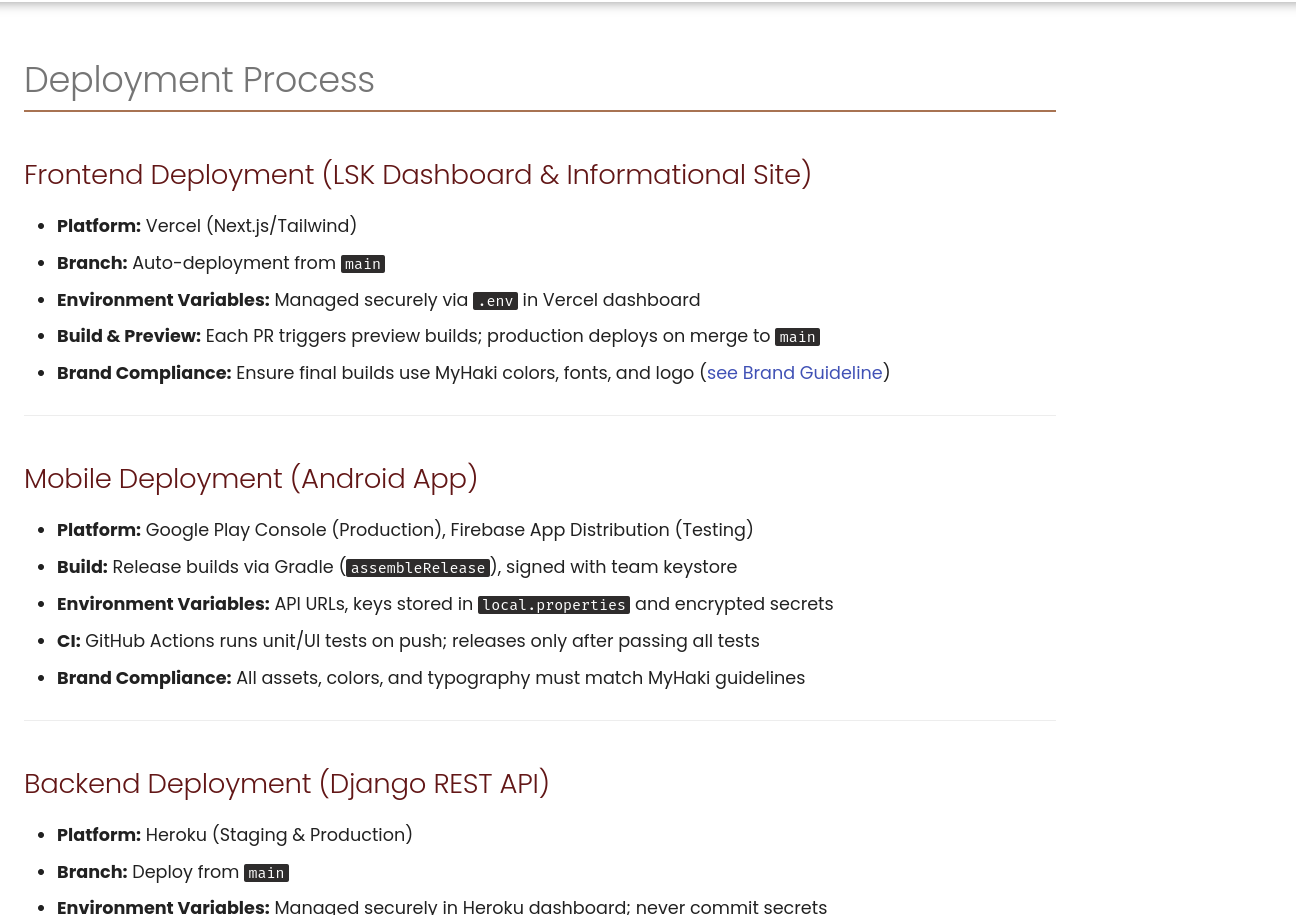 Deployment Process
Frontend Deployment (LSK Dashboard & Informational Site)
Platform: Vercel (Next.js/Tailwind)
Branch: Auto-deployment from main
Environment Variables: Managed securely via .env in Vercel dashboard
Build & Preview: Each PR triggers preview builds; production deploys on merge to main
Brand Compliance: Ensure final builds use MyHaki colors, fonts, and logo (see Brand Guideline)
Mobile Deployment (Android App)
Platform: Google Play Console (Production), Firebase App Distribution (Testing)
Build: Release builds via Gradle (assembleRelease), signed with team keystore
Environment Variables: API URLs, keys stored in local.properties and encrypted secrets
CI: GitHub Actions runs unit/UI tests on push; releases only after passing all tests
Brand Compliance: All assets, colors, and typography must match MyHaki guidelines
Backend Deployment (Django REST API)
Platform: Heroku (Staging & Production)
Branch: Deploy from main
Environment Variables: Managed securely in Heroku dashboard; never commit secrets